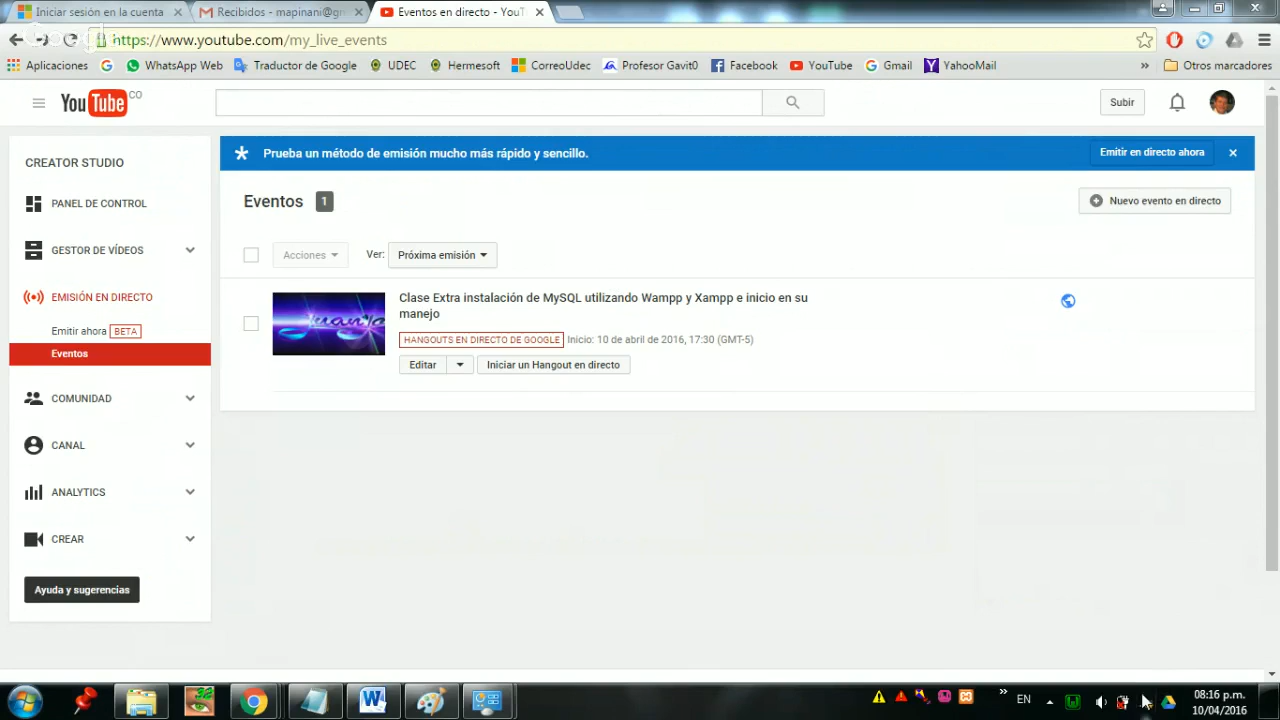 Iniciar sesión en la cuenta
Recibidos - mapinani@gm
Eventos en directo - YouT
https://www.youtube.com/my_live_events
Aplicaciones
WhatsApp Web
Traductor de Google
UDEC
Hermesoft
CorreoUdec
Profesor Gavit0
Facebook
YouTube
Gmail
YahooMail
»
Otros marcadores
YouTube CO
Subir
CREATOR STUDIO
PANEL DE CONTROL
GESTOR DE VÍDEOS
EMISIÓN EN DIRECTO
Emitir ahora BETA
Eventos
COMUNIDAD
CANAL
ANALYTICS
CREAR
Ayuda y sugerencias
Prueba un método de emisión mucho más rápido y sencillo.
Emitir en directo ahora
Eventos 1
Nuevo evento en directo
Acciones
Ver:
Próxima emisión
Juanja
Clase Extra instalación de MySQL utilizando Wampp y Xampp e inicio en su
manejo
HANGOUTS EN DIRECTO DE GOOGLE Inicio: 10 de abril de 2016, 17:30 (GMT-5)
Editar
Iniciar un Hangout en directo
EN
08:16 p.m.
10/04/2016